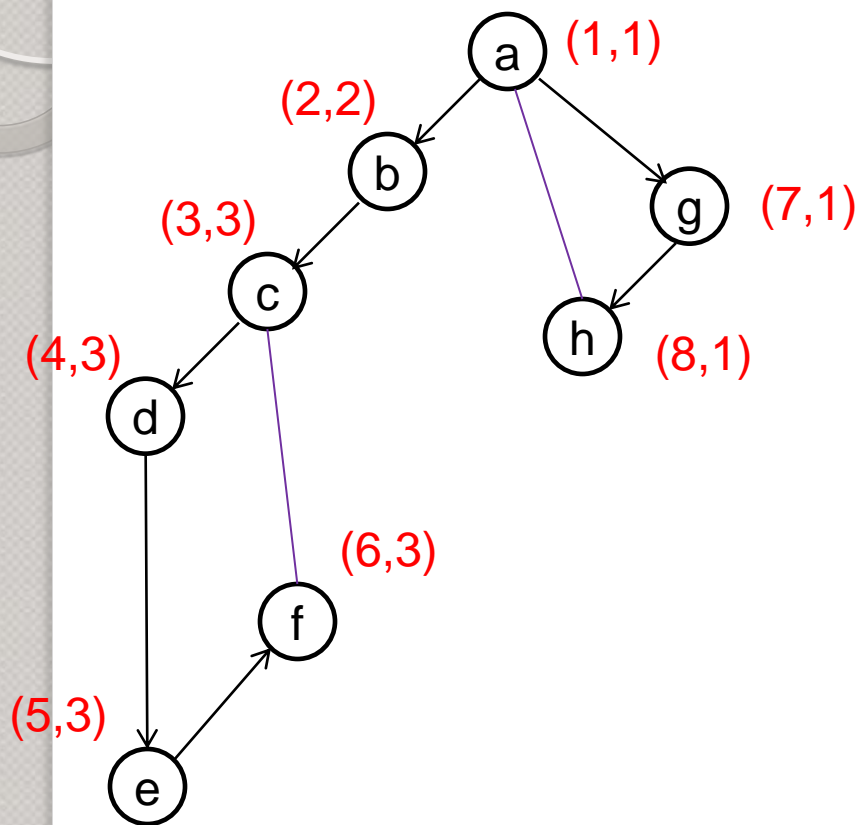 a (1,1)
(2,2)
b
g (7,1)
(3,3)
c
h (8,1)
(4,3)
d
(6,3)
f
(5,3)
e